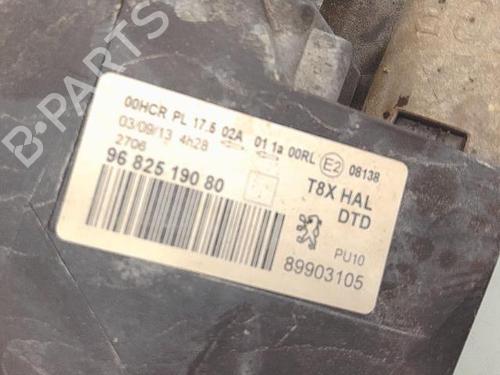 B-PARTS
00HCR PL 17.5 02A 01 1a 00RL E2 08138
03/09/13 4h28
2706
96 825 190 80
T8X HAL
DTD
PU10
89903105